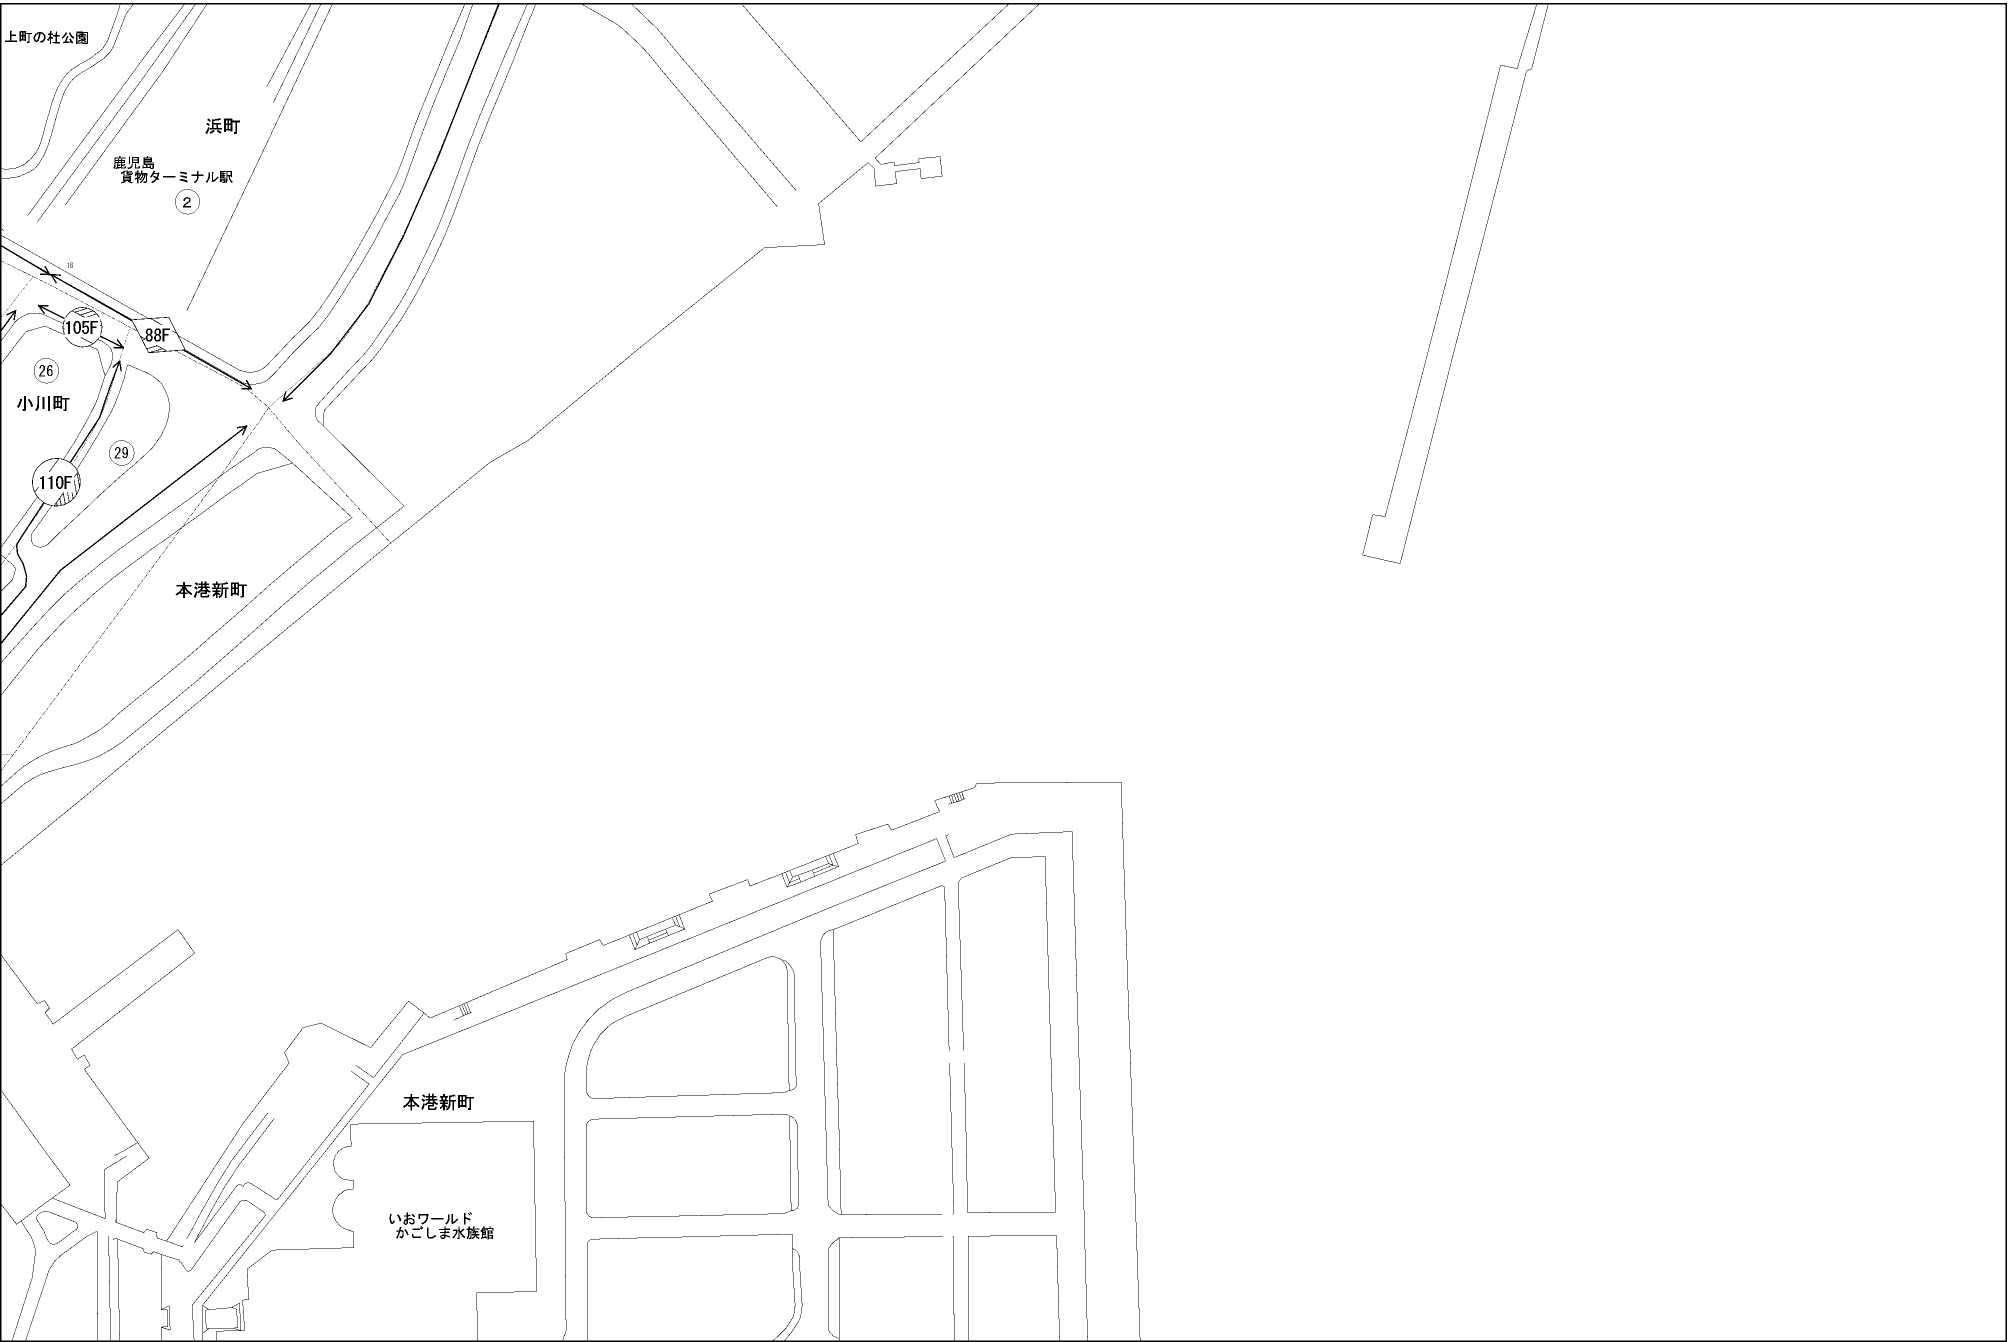 上町の杜公園
浜町
鹿児島
貨物ターミナル駅
2
16
105F
88F
26
小川町
29
110F
本港新町
本港新町
いおワールド
かごしま水族館